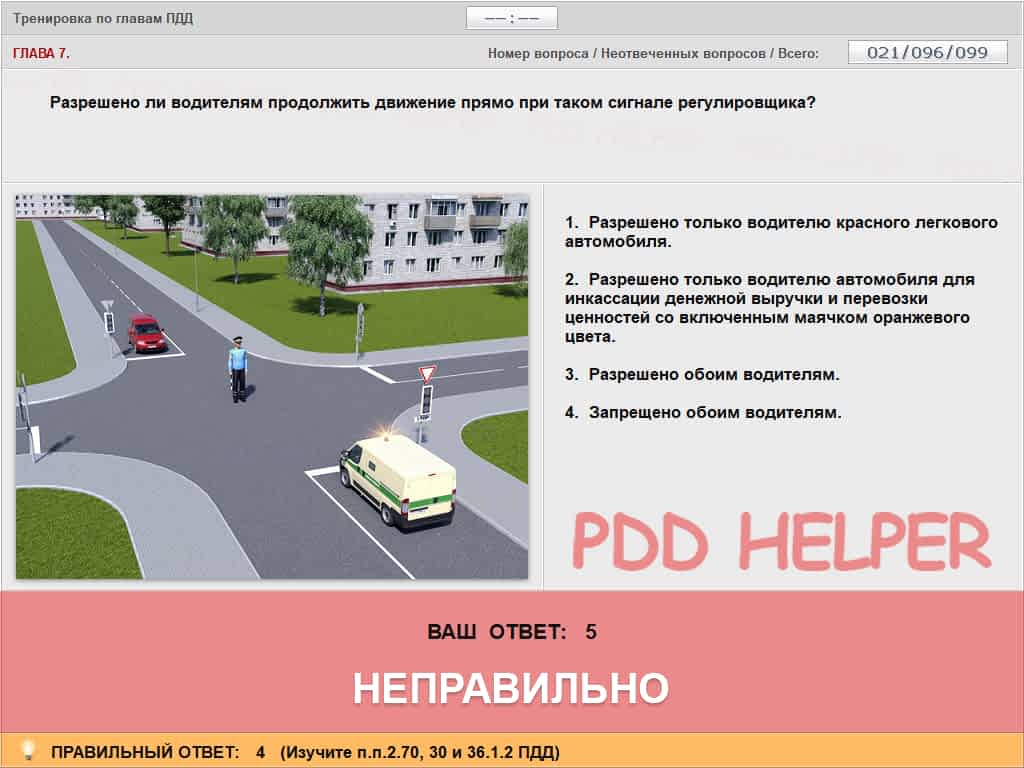 Тренировка по главам ПДД
—— : ——
ГЛАВА 7.
Номер вопроса / Неотвеченных вопросов / Всего:
021/096/099
Разрешено ли водителям продолжить движение прямо при таком сигнале регулировщика?
1. Разрешено только водителю красного легкового
автомобиля.
2. Разрешено только водителю автомобиля для
инкассации денежной выручки и перевозки
ценностей со включенным маячком оранжевого
цвета.
3. Разрешено обоим водителям.
4. Запрещено обоим водителям.
PDD HELPER
ВАШ ОТВЕТ: 5
НЕПРАВИЛЬНО
ПРАВИЛЬНЫЙ ОТВЕТ: 4 (Изучите п.п.2.70, 30 и 36.1.2 ПДД)